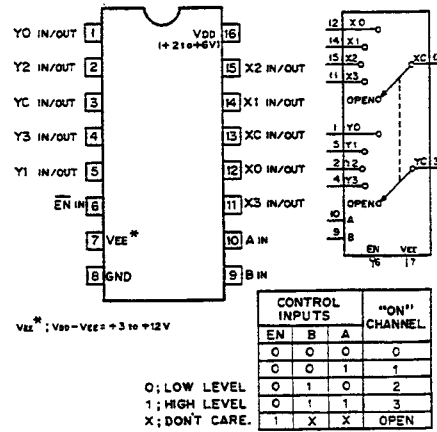 Y0 IN/OUT 1
Y2 IN/OUT 2
YC IN/OUT 3
Y3 IN/OUT 4
Y1 IN/OUT 5
EN IN 6
7 VEE*
8 GND
VDD 16
(+2 to +6V)
15 X2 IN/OUT
14 X1 IN/OUT
13 XC IN/OUT
12 X0 IN/OUT
11 X3 IN/OUT
10 A IN
9 B IN
12 X0
14 X1
15 X2
11 X3
OPEN
XC
1 Y0
5 Y1
2 Y2
4 Y3
OPEN
YC 3
10 A
9 B
EN VEE
6 7
VEE*; VDD-VEE=+3 to +12V
CONTROL INPUTS "ON" CHANNEL
EN B A
0 0 0 0
0 0 1 1
0 1 0 2
0 1 1 3
1 X X OPEN
0; LOW LEVEL
1; HIGH LEVEL
X; DON'T CARE.